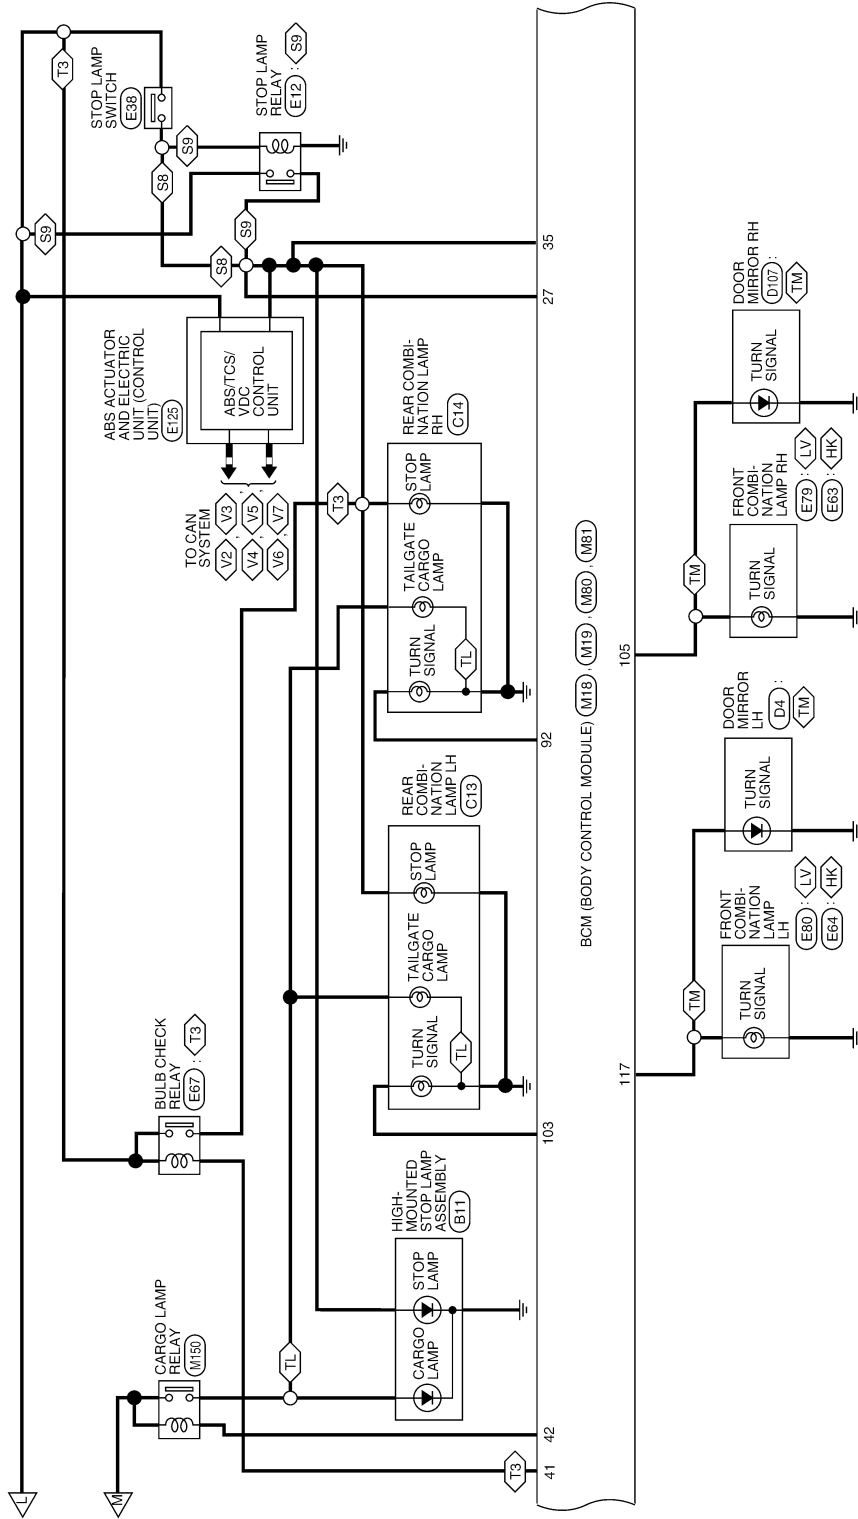 L
M
T3
STOP LAMP
SWITCH
E38
STOP LAMP
RELAY
E12 : S9
S9
S8
S9
S9
S8
ABS ACTUATOR
AND ELECTRIC
UNIT (CONTROL
UNIT)
E125
ABS/TCS/
VDC
CONTROL
UNIT
TO CAN
SYSTEM
V2 , V3 ,
V4 , V5 ,
V6 , V7
CARGO LAMP
RELAY
M150
BULB CHECK
RELAY
E67 : T3
TL
T3
T3
HIGH-
MOUNTED
STOP LAMP
ASSEMBLY
B11
CARGO
LAMP
STOP
LAMP
REAR
COMBI-
NATION
LAMP LH
C13
TURN
SIGNAL
TAILGATE
CARGO
LAMP
STOP
LAMP
TL
REAR COMBI-
NATION LAMP
RH
C14
TURN
SIGNAL
TAILGATE
CARGO
LAMP
STOP
LAMP
TL
41
42
103
92
27
35
BCM (BODY CONTROL MODULE) M18 , M19 , M80 , M81
117
105
TM
TM
FRONT
COMBI-
NATION
LAMP
LH
E80 : LV
E64 : HK
TURN
SIGNAL
DOOR
MIRROR
LH
D4 :
TM
TURN
SIGNAL
FRONT
COMBI-
NATION
LAMP RH
E79 : LV
E63 : HK
TURN
SIGNAL
DOOR
MIRROR RH
D107 :
TM
TURN
SIGNAL